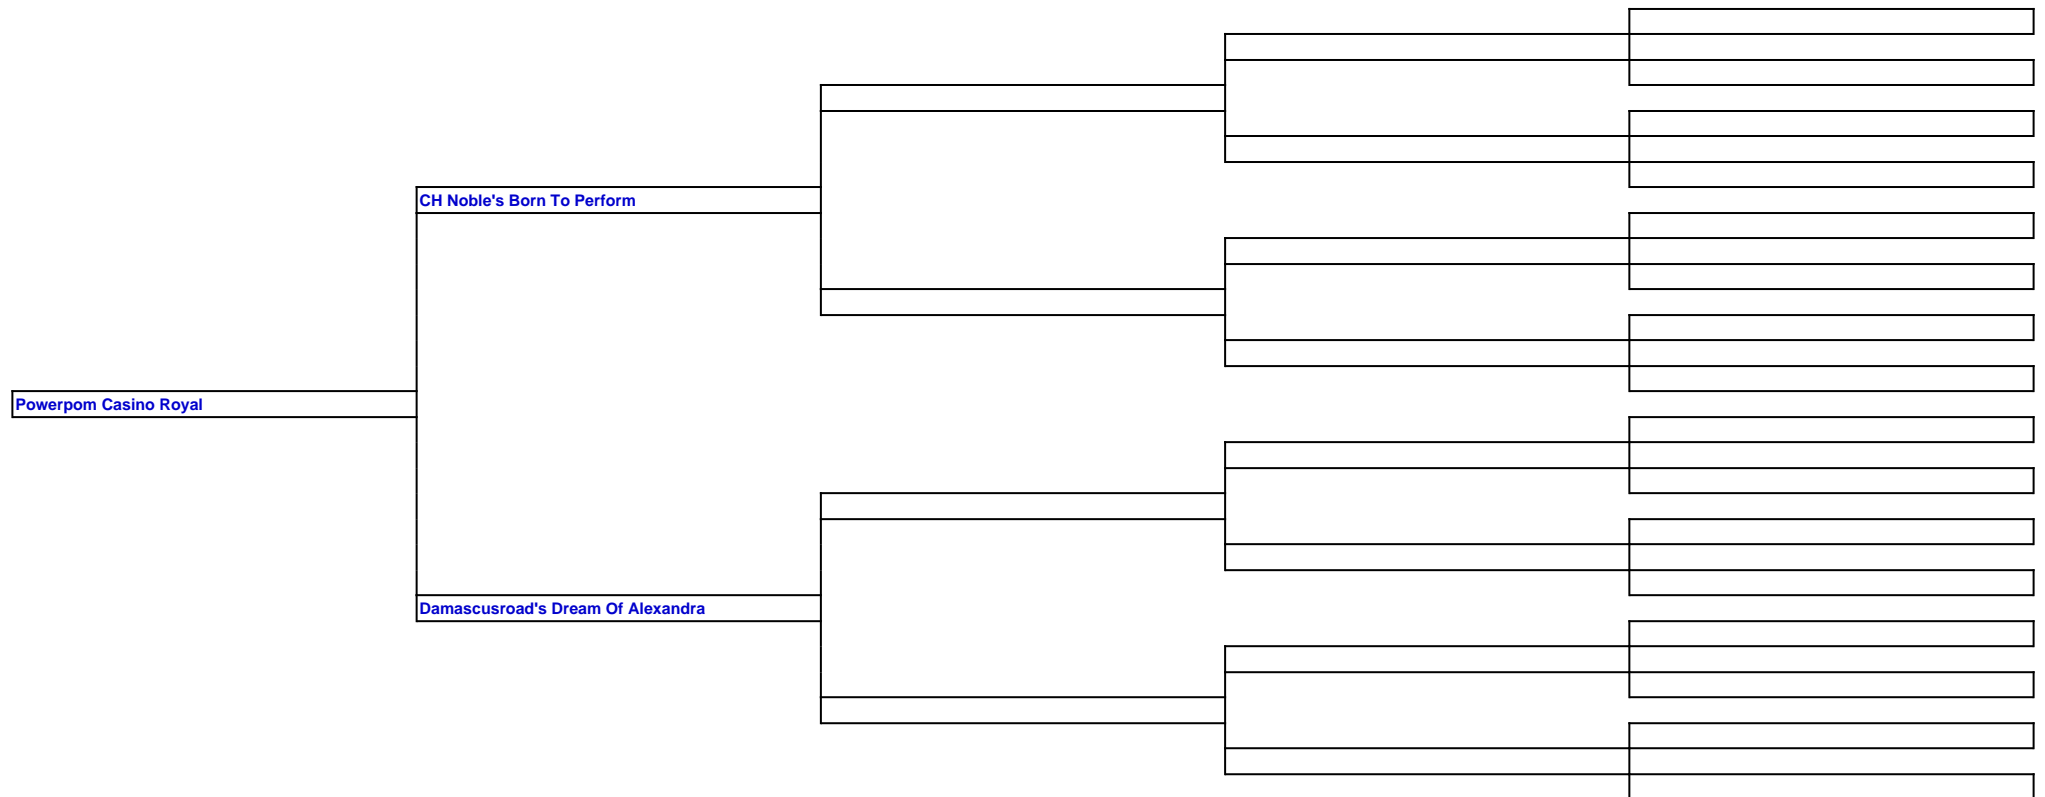 CH Noble's Born To Perform
Powerpom Casino Royal
Damascusroad's Dream Of Alexandra